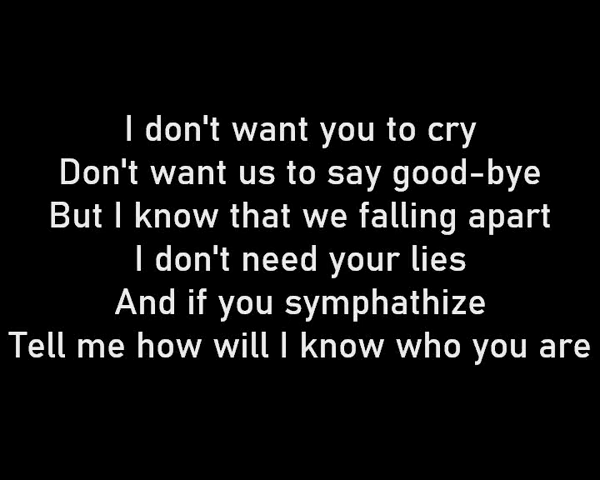 I don't want you to cry
Don't want us to say good-bye
But I know that we falling apart
I don't need your lies
And if you symphathize
Tell me how will I know who you are